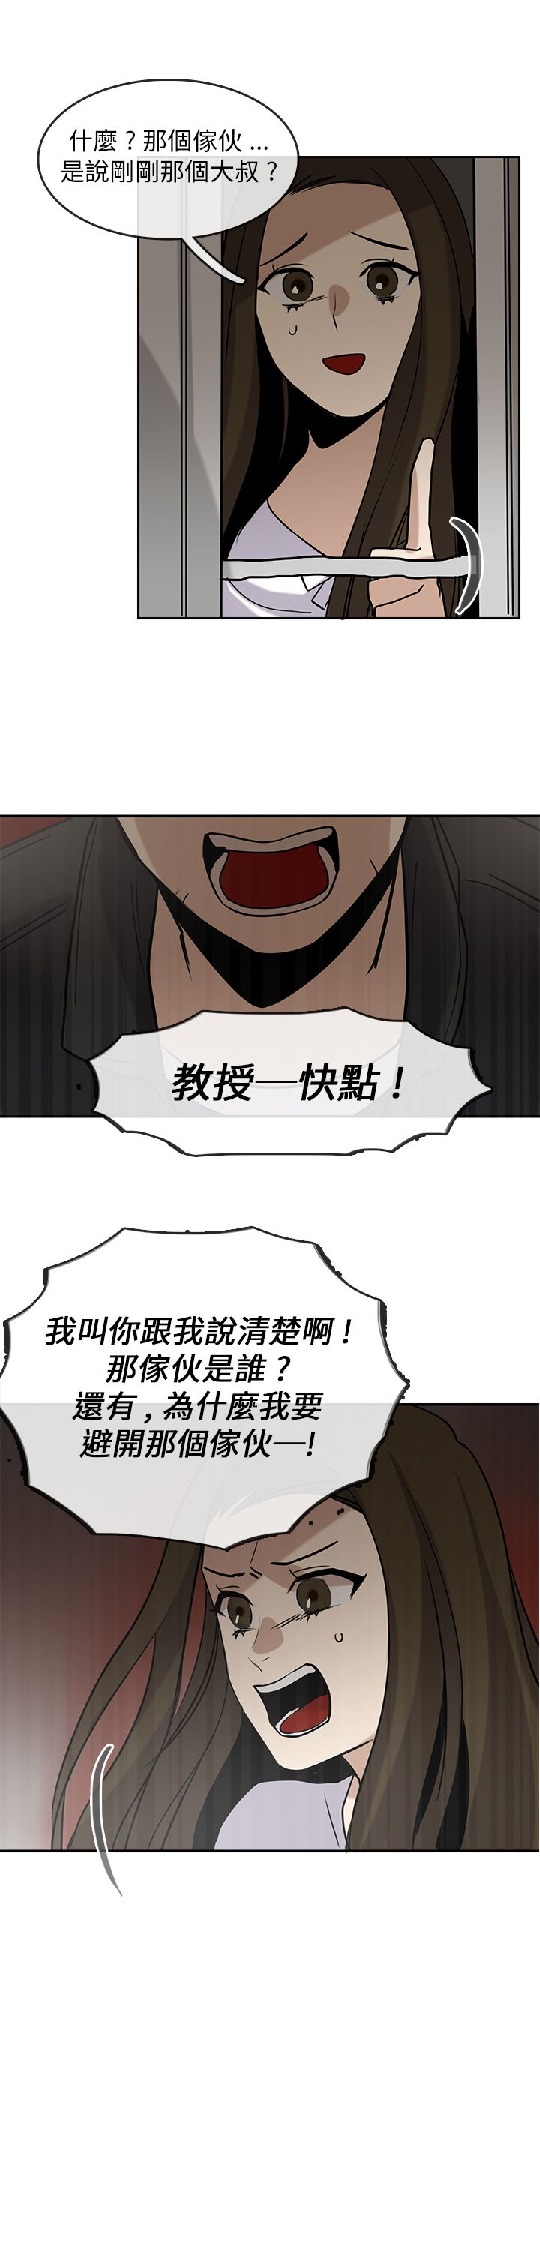 什麼？那個傢伙...
是說剛剛那個大叔？
教授—快點！
我叫你跟我說清楚啊！
那傢伙是誰？
還有，為什麼我要
避開那個傢伙—!